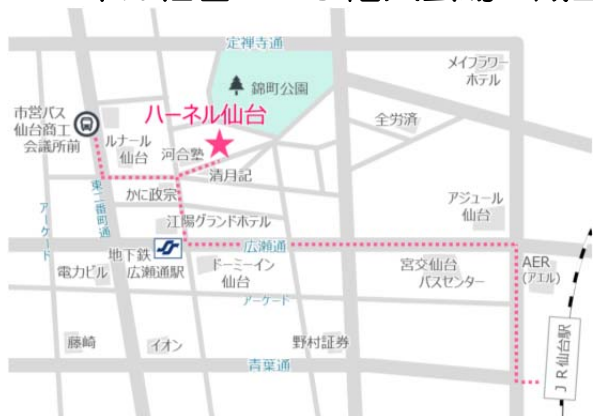 定禅寺通
メイフラワー
ホテル
錦町公園
市営バス
仙台商工
会議所前
ハーネル仙台
全労済
ルナール
仙台
河合塾
清月記
かに政宗
東二番町通
アーケード
江陽グランドホテル
アジュール
仙台
地下鉄
広瀬通駅
広瀬通
電力ビル
ドーミーイン
仙台
宮交仙台
バスセンター
AER
(アエル)
アーケード
藤崎
イオン
野村証券
青葉通
JR仙台駅